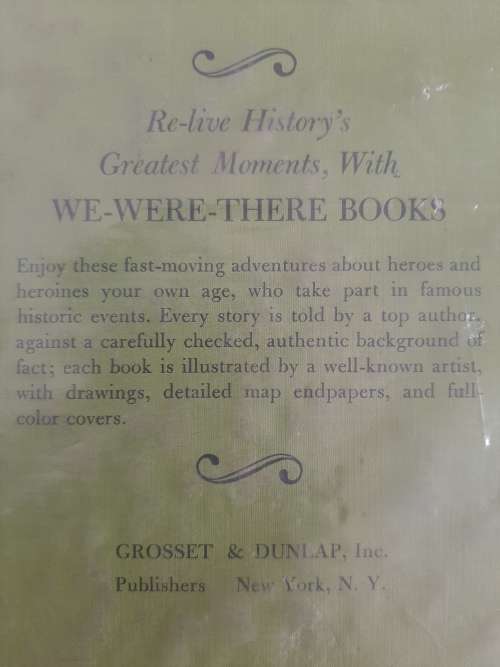 Re-live History's
Greatest Moments, With
WE-WERE-THERE BOOKS
Enjoy these fast-moving adventures about heroes and
heroines your own age, who take part in famous
historic events. Every story is told by a top author,
against a carefully checked, authentic background of
fact; each book is illustrated by a well-known artist,
with drawings, detailed map endpapers, and full-
color covers.
GROSSET & DUNLAP, Inc.
Publishers New York, N. Y.